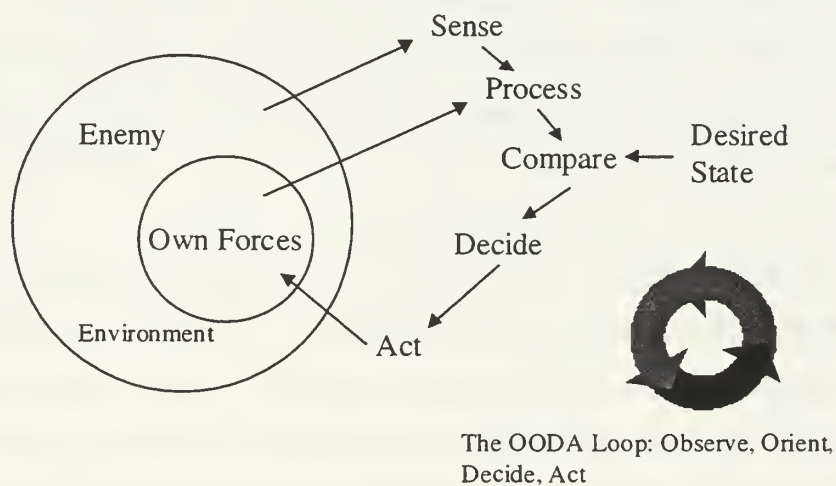 Sense
Process
Enemy
Compare
Desired
State
Own Forces
Decide
Environment
Act
The OODA Loop: Observe, Orient,
Decide, Act